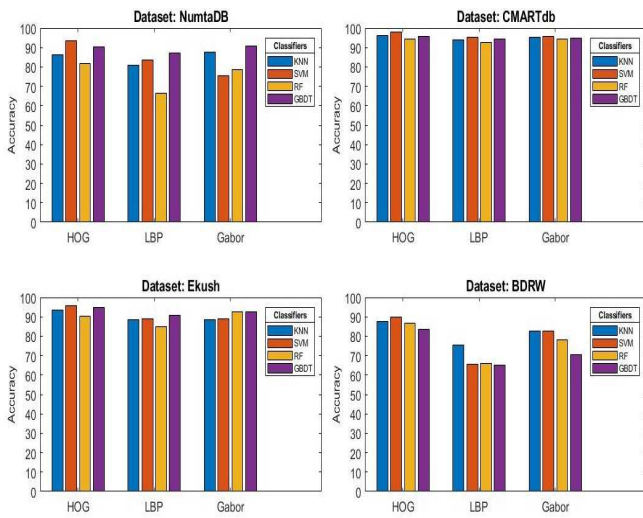 Dataset: NumtaDB
Accuracy
100
90
80
70
60
50
40
30
20
10
0
HOG LBP Gabor
Classifiers
KNN
SVM
RF
GBDT
Dataset: CMARTdb
Accuracy
100
90
80
70
60
50
40
30
20
10
0
HOG LBP Gabor
Classifiers
KNN
SVM
RF
GBDT
Dataset: Ekush
Accuracy
100
90
80
70
60
50
40
30
20
10
0
HOG LBP Gabor
Classifiers
KNN
SVM
RF
GBDT
Dataset: BDRW
Accuracy
100
90
80
70
60
50
40
30
20
10
0
HOG LBP Gabor
Classifiers
KNN
SVM
RF
GBDT